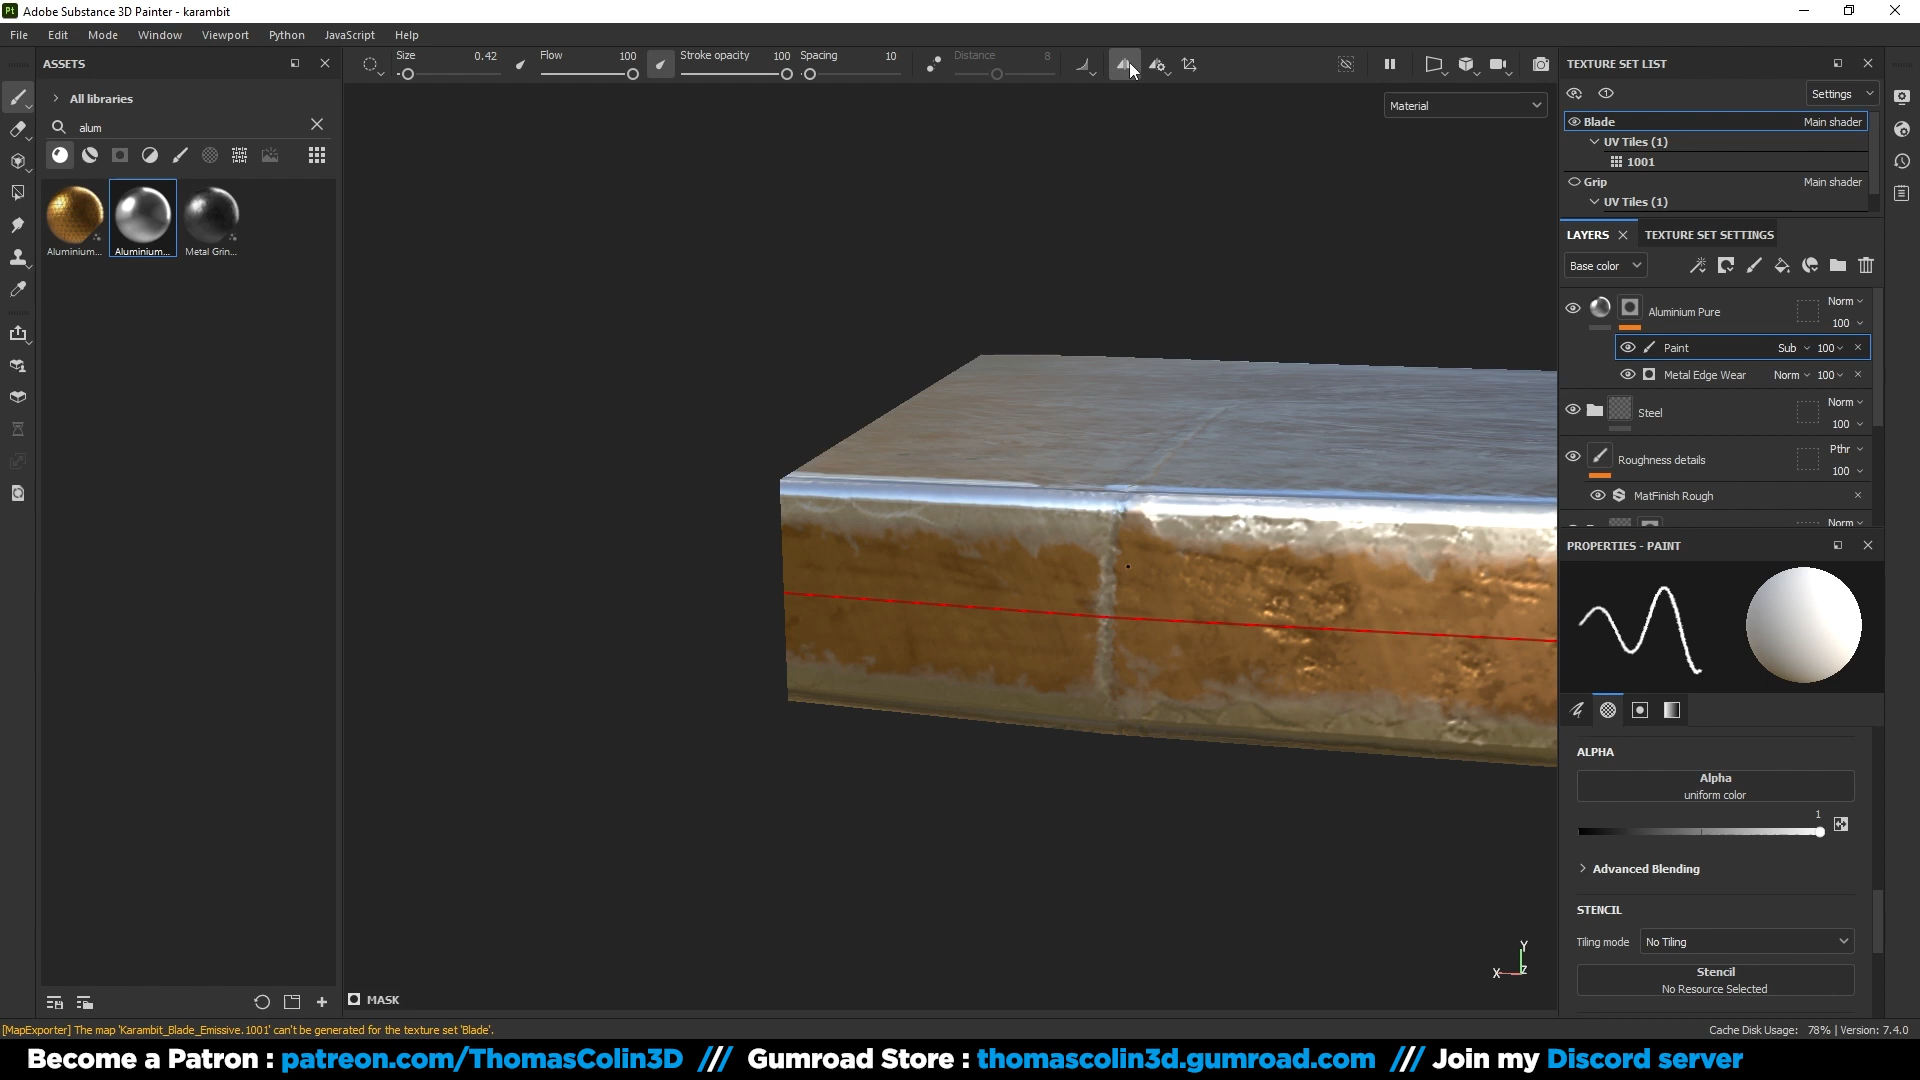 Adobe Substance 3D Painter - karambit
File Edit Mode Window Viewport Python JavaScript Help
ASSETS
All libraries
alum
Aluminium... Aluminium... Metal Grin...
Size 0.42 Flow 100 Stroke opacity 100 Spacing 10 Distance 8
Material
MASK
Y
X Z
TEXTURE SET LIST
Settings
Blade Main shader
UV Tiles (1)
1001
Grip Main shader
UV Tiles (1)
LAYERS TEXTURE SET SETTINGS
Base color
Aluminium Pure Norm 100
Paint Sub 100
Metal Edge Wear Norm 100
Steel Norm 100
Roughness details Pthr 100
MatFinish Rough
Norm
PROPERTIES - PAINT
ALPHA
Alpha
uniform color
1
Advanced Blending
STENCIL
Tiling mode No Tiling
Stencil
No Resource Selected
[MapExporter] The map 'Karambit_Blade_Emissive.1001' can't be generated for the texture set 'Blade'.
Cache Disk Usage: 78% | Version: 7.4.0
Become a Patron : patreon.com/ThomasColin3D /// Gumroad Store : thomascolin3d.gumroad.com /// Join my Discord server